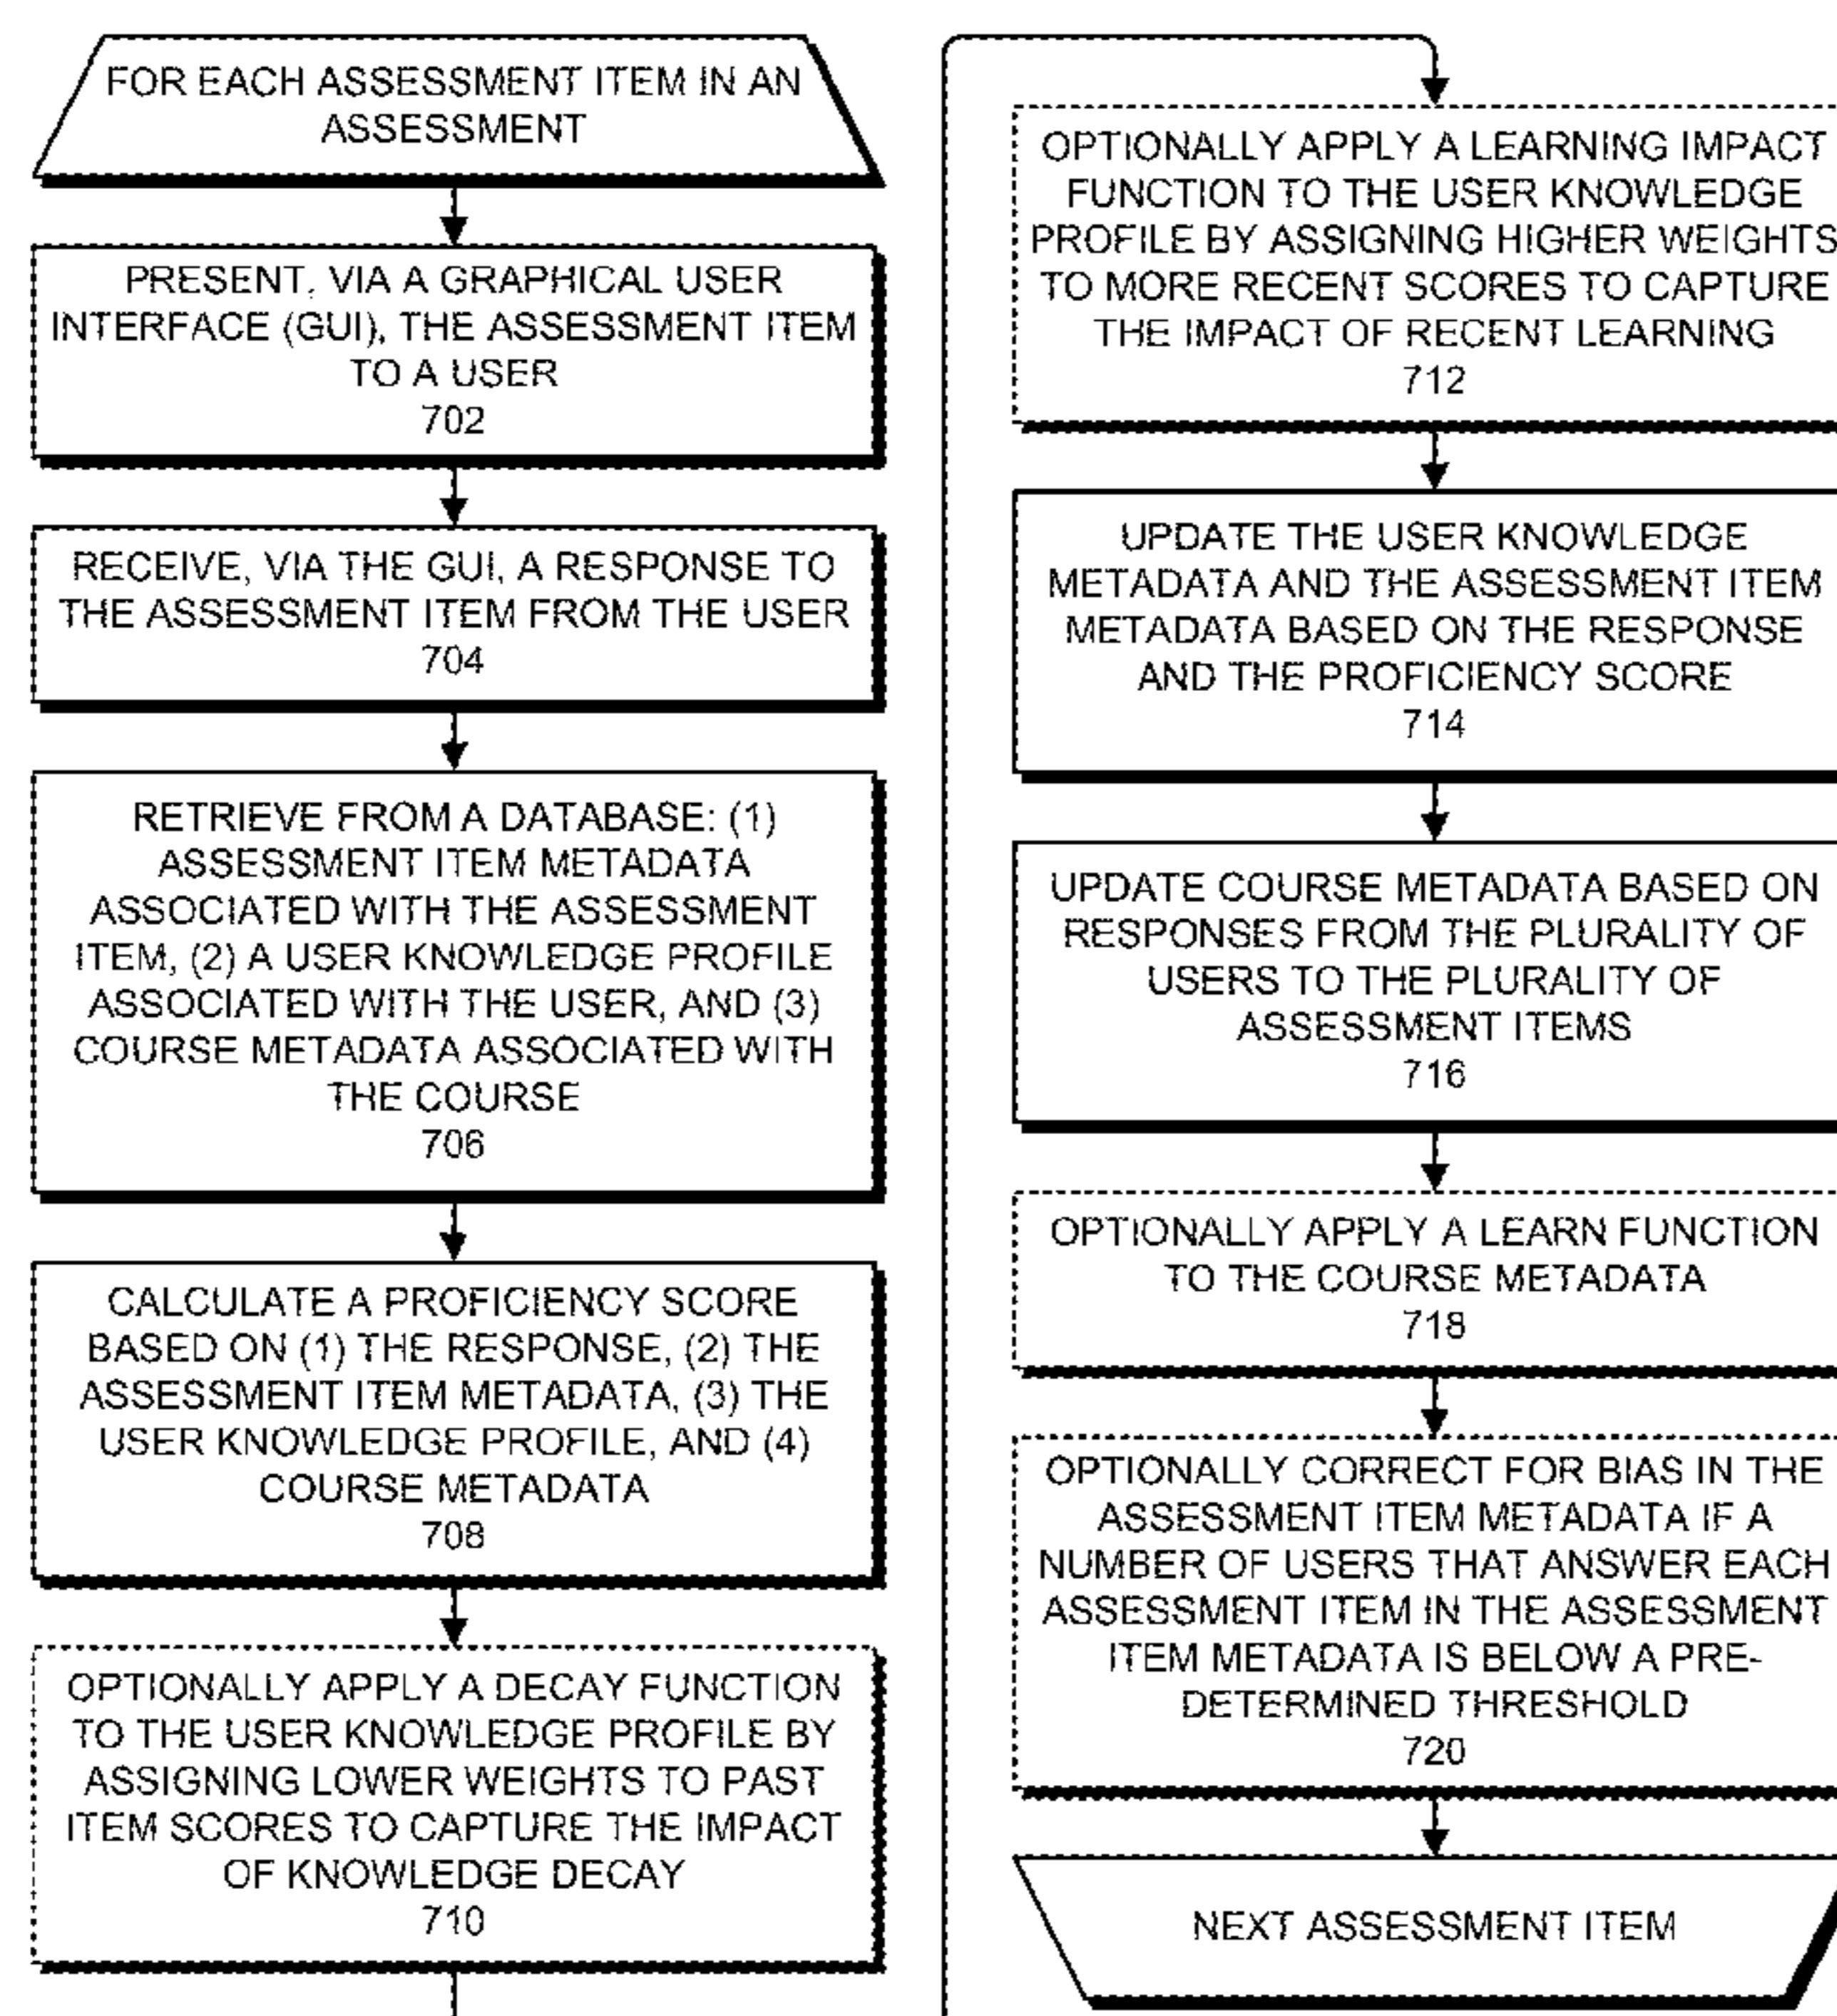 FOR EACH ASSESSMENT ITEM IN AN
ASSESSMENT
PRESENT, VIA A GRAPHICAL USER
INTERFACE (GUI), THE ASSESSMENT ITEM
TO A USER
702
RECEIVE, VIA THE GUI, A RESPONSE TO
THE ASSESSMENT ITEM FROM THE USER
704
RETRIEVE FROM A DATABASE: (1)
ASSESSMENT ITEM METADATA
ASSOCIATED WITH THE ASSESSMENT
ITEM, (2) A USER KNOWLEDGE PROFILE
ASSOCIATED WITH THE USER, AND (3)
COURSE METADATA ASSOCIATED WITH
THE COURSE
706
CALCULATE A PROFICIENCY SCORE
BASED ON (1) THE RESPONSE, (2) THE
ASSESSMENT ITEM METADATA, (3) THE
USER KNOWLEDGE PROFILE, AND (4)
COURSE METADATA
708
OPTIONALLY APPLY A DECAY FUNCTION
TO THE USER KNOWLEDGE PROFILE BY
ASSIGNING LOWER WEIGHTS TO PAST
ITEM SCORES TO CAPTURE THE IMPACT
OF KNOWLEDGE DECAY
710
OPTIONALLY APPLY A LEARNING IMPACT
FUNCTION TO THE USER KNOWLEDGE
PROFILE BY ASSIGNING HIGHER WEIGHTS
TO MORE RECENT SCORES TO CAPTURE
THE IMPACT OF RECENT LEARNING
712
UPDATE THE USER KNOWLEDGE
METADATA AND THE ASSESSMENT ITEM
METADATA BASED ON THE RESPONSE
AND THE PROFICIENCY SCORE
714
UPDATE COURSE METADATA BASED ON
RESPONSES FROM THE PLURALITY OF
USERS TO THE PLURALITY OF
ASSESSMENT ITEMS
716
OPTIONALLY APPLY A LEARN FUNCTION
TO THE COURSE METADATA
718
OPTIONALLY CORRECT FOR BIAS IN THE
ASSESSMENT ITEM METADATA IF A
NUMBER OF USERS THAT ANSWER EACH
ASSESSMENT ITEM IN THE ASSESSMENT
ITEM METADATA IS BELOW A PRE-
DETERMINED THRESHOLD
720
NEXT ASSESSMENT ITEM